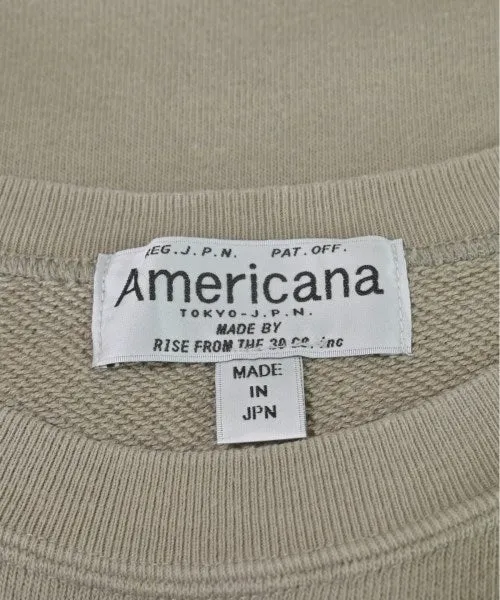 REG.J.P.N. PAT.OFF.
Americana
TOKYO-J.P.N.
MADE BY
RISE FROM THE 30 CO. inc
MADE
IN
JPN